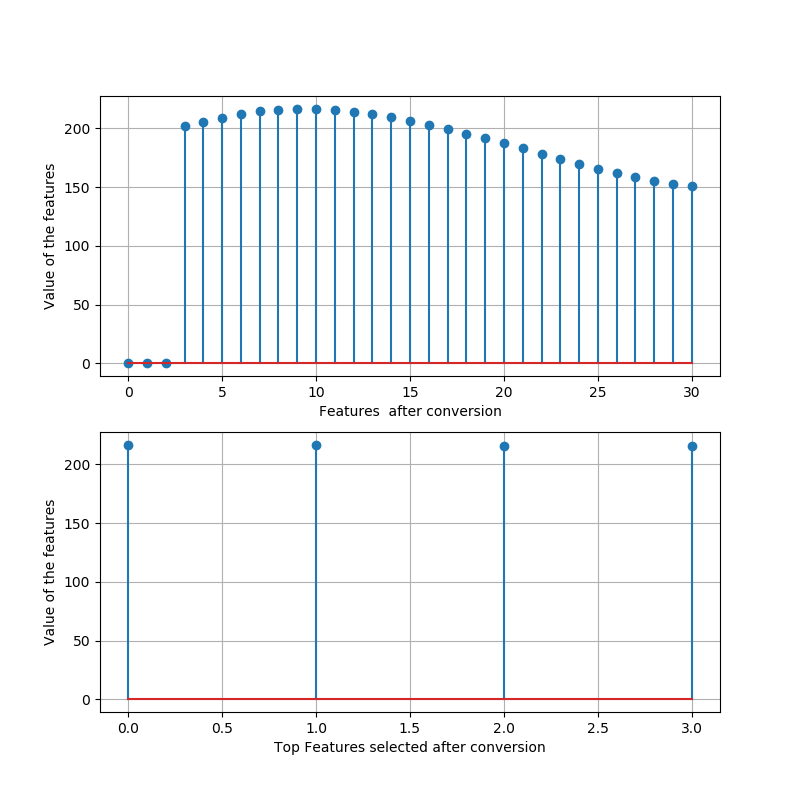 200
150
100
50
0
Value of the features
0 5 10 15 20 25 30
Features  after conversion
200
150
100
50
0
Value of the features
0.0 0.5 1.0 1.5 2.0 2.5 3.0
Top Features selected after conversion